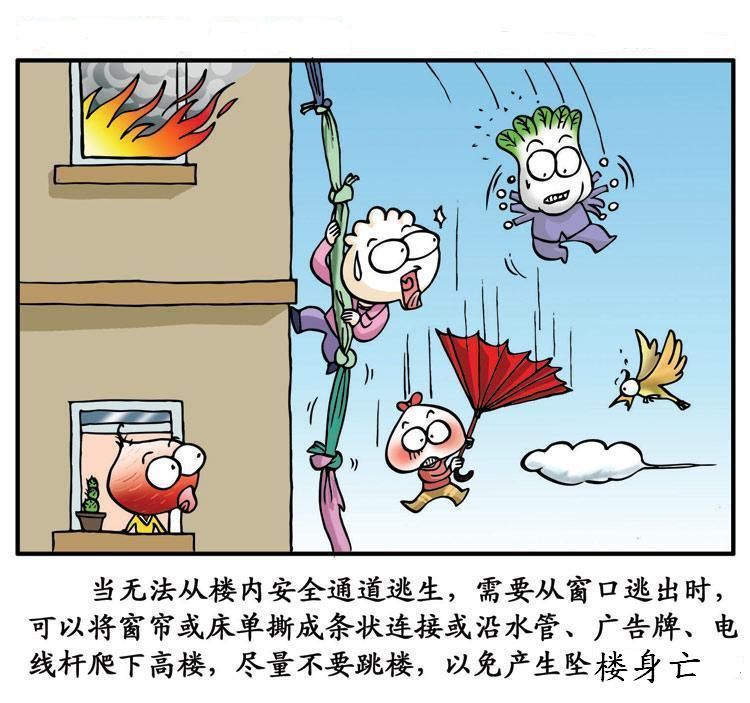 当无法从楼内安全通道逃生，需要从窗口逃出时，
可以将窗帘或床单撕成条状连接或沿水管、广告牌、电
线杆爬下高楼，尽量不要跳楼，以免产生坠楼身亡